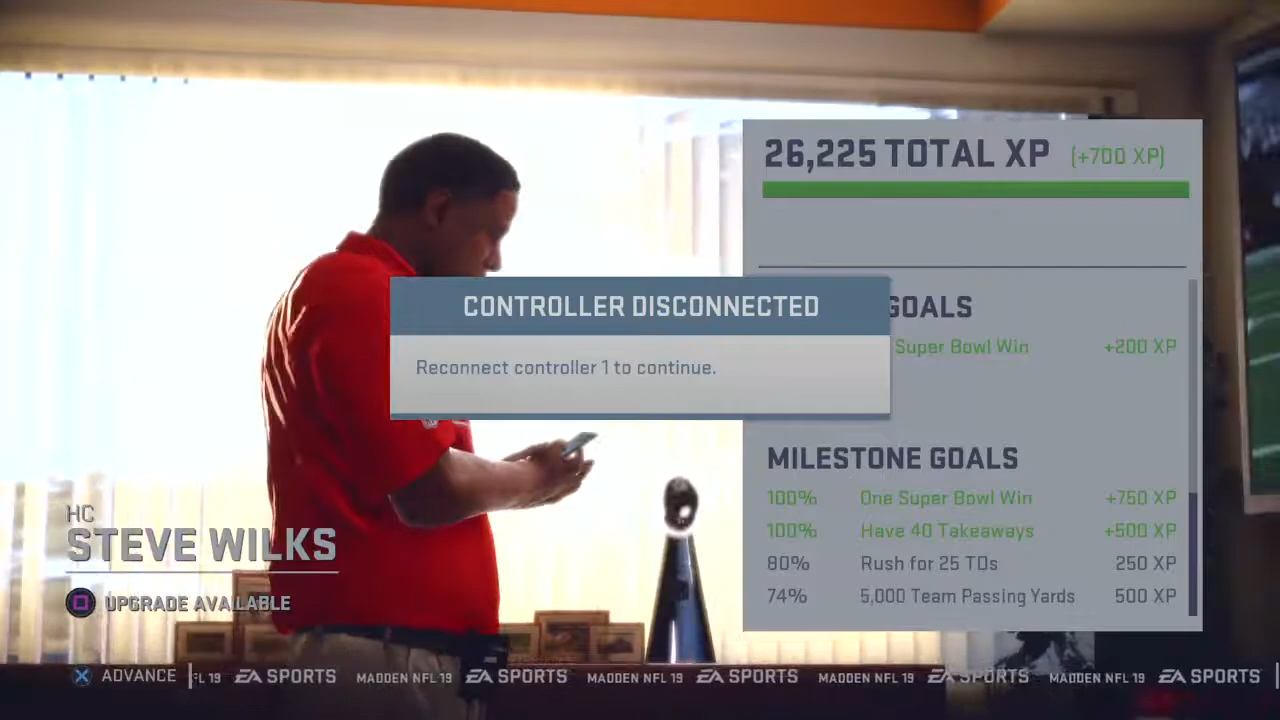 26,225 TOTAL XP (+700 XP)
CONTROLLER DISCONNECTED
Reconnect controller 1 to continue.
GOALS
Super Bowl Win +200 XP
MILESTONE GOALS
100% One Super Bowl Win +750 XP
100% Have 40 Takeaways +500 XP
80% Rush for 25 TDs 250 XP
74% 5,000 Team Passing Yards 500 XP
HC
STEVE WILKS
UPGRADE AVAILABLE
ADVANCE FL 19 EA SPORTS MADDEN NFL 19 EA SPORTS MADDEN NFL 19 EA SPORTS MADDEN NFL 19 EA SPORTS MADDEN NFL 19 EA SPORTS